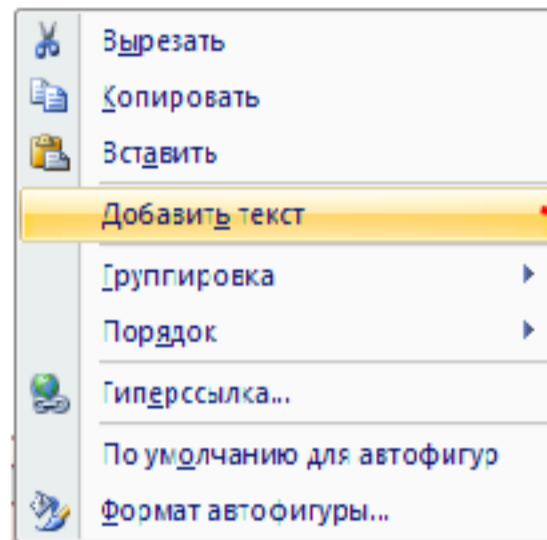 Вырезать
Копировать
Вставить
Добавить текст
Группировка
Порядок
Гиперссылка...
По умолчанию для автофигур
Формат автофигуры...